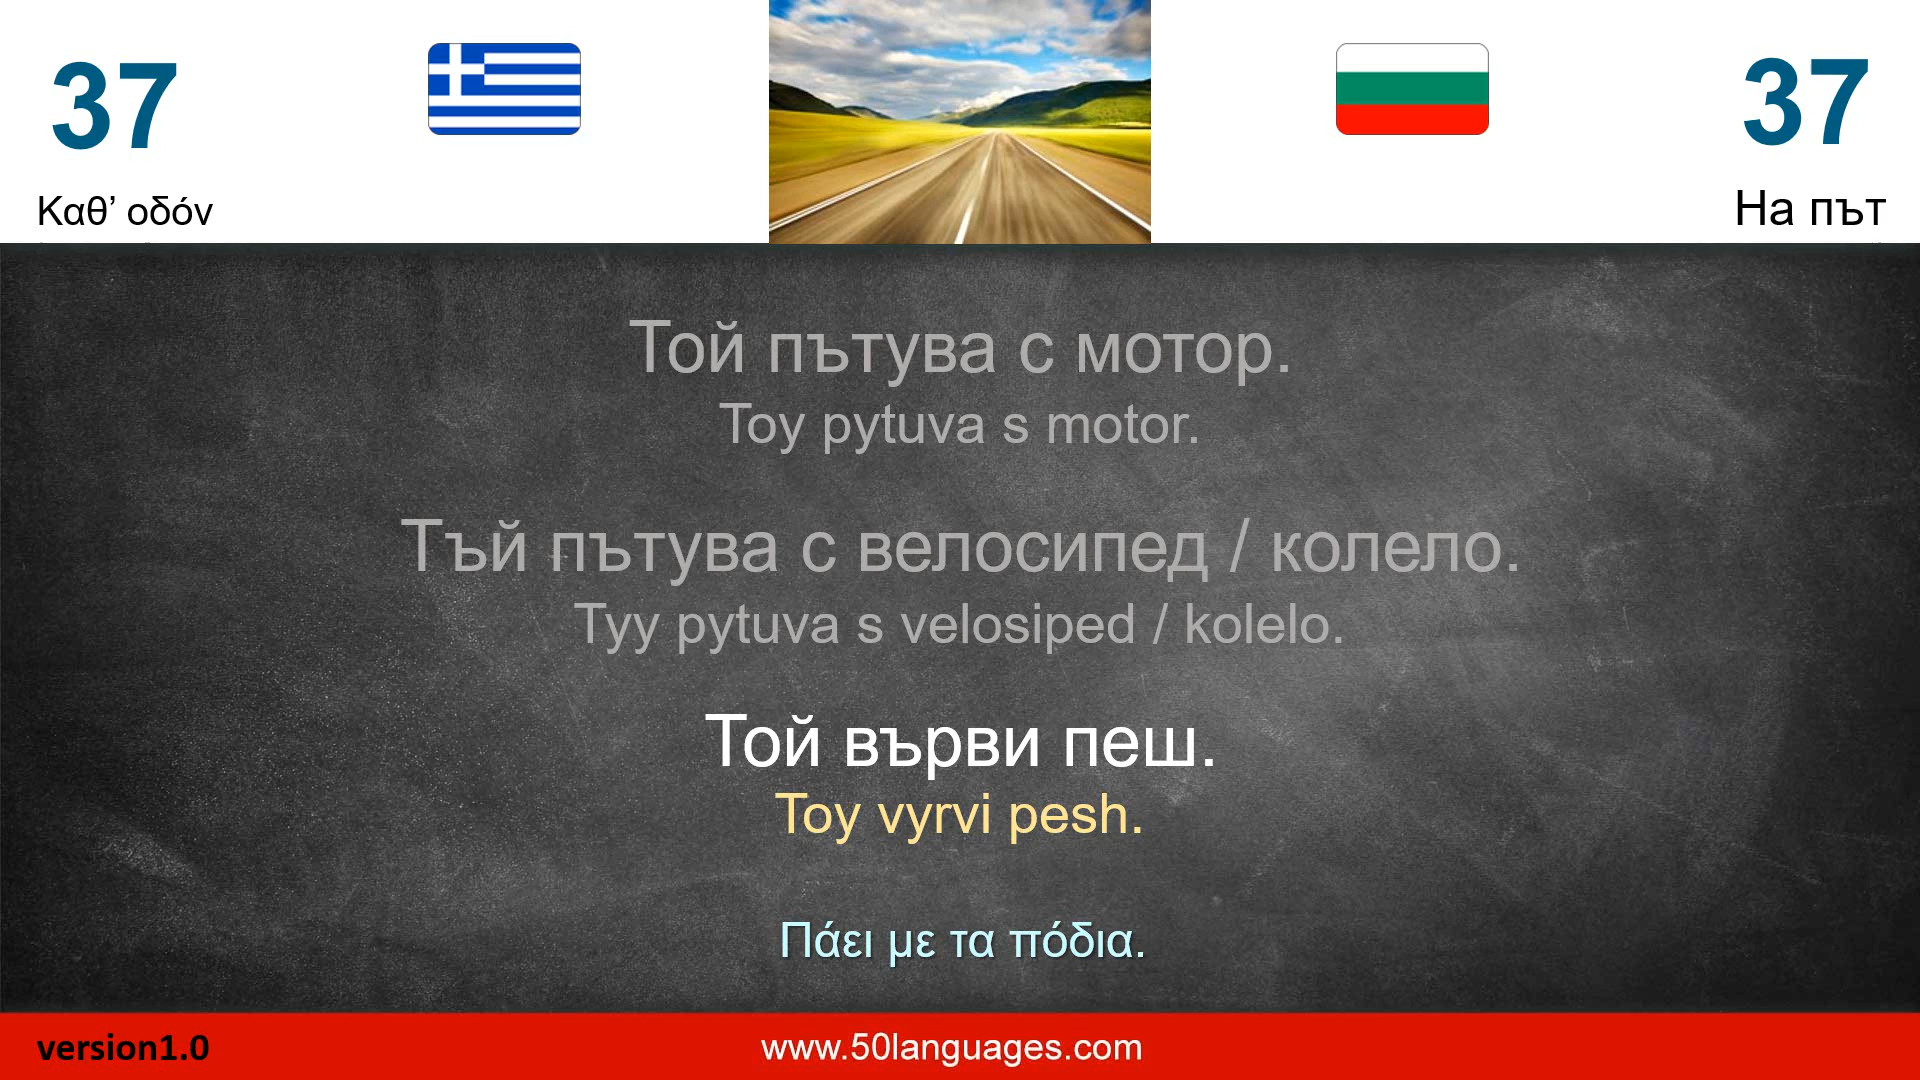 37
37
Καθ’ οδόν
На път
Той пътува с мотор.
Toy pytuva s motor.
Тъй пътува с велосипед / колело.
Tyy pytuva s velosiped / kolelo.
Той върви пеш.
Toy vyrvi pesh.
Πάει με τα πόδια.
version1.0
www.50languages.com